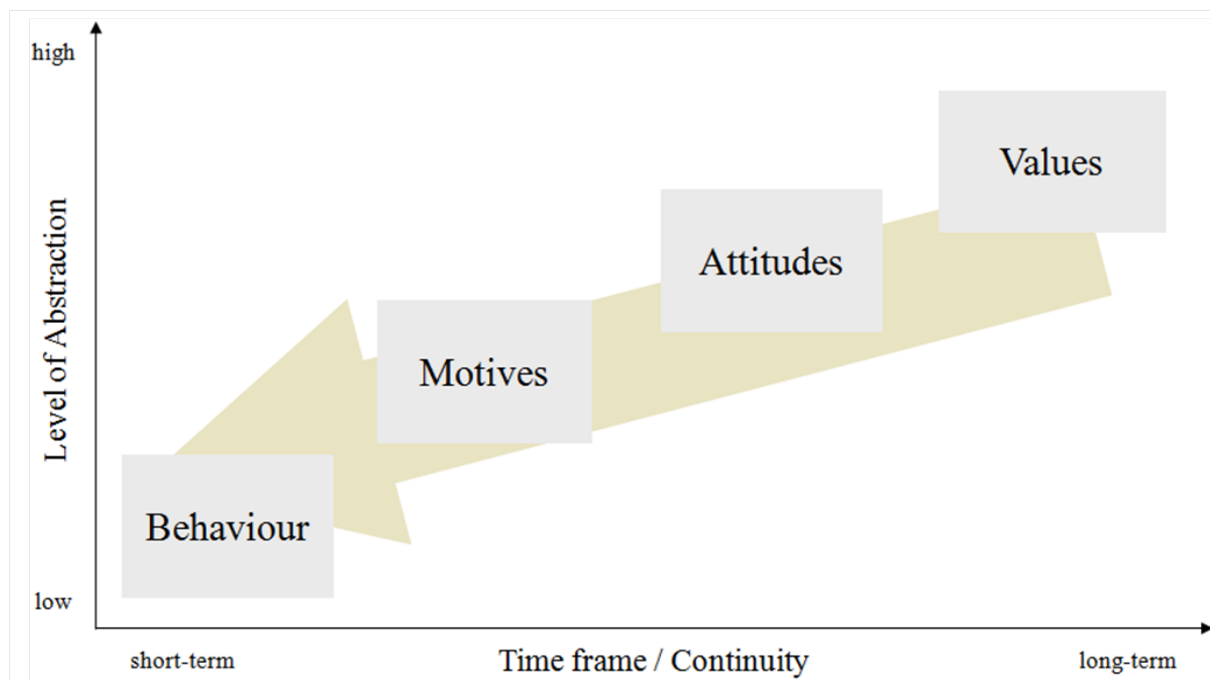 high
Values
Attitudes
Level of Abstraction
Motives
Behaviour
low
short-term
Time frame / Continuity
long-term